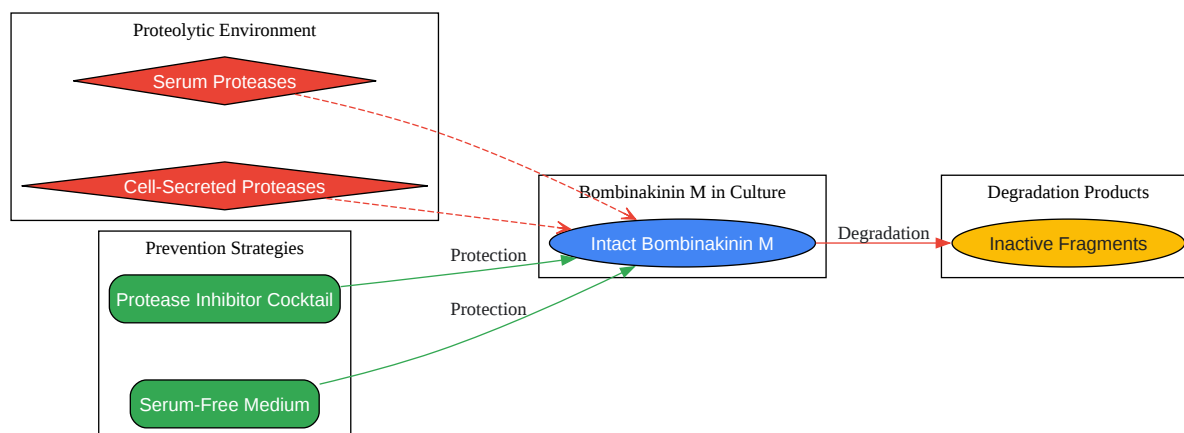 Proteolytic Environment
Serum Proteases
Cell-Secreted Proteases
Prevention Strategies
Protease Inhibitor Cocktail
Serum-Free Medium
Protection
Protection
Bombinakinin M in Culture
Intact Bombinakinin M
Degradation
Degradation Products
Inactive Fragments